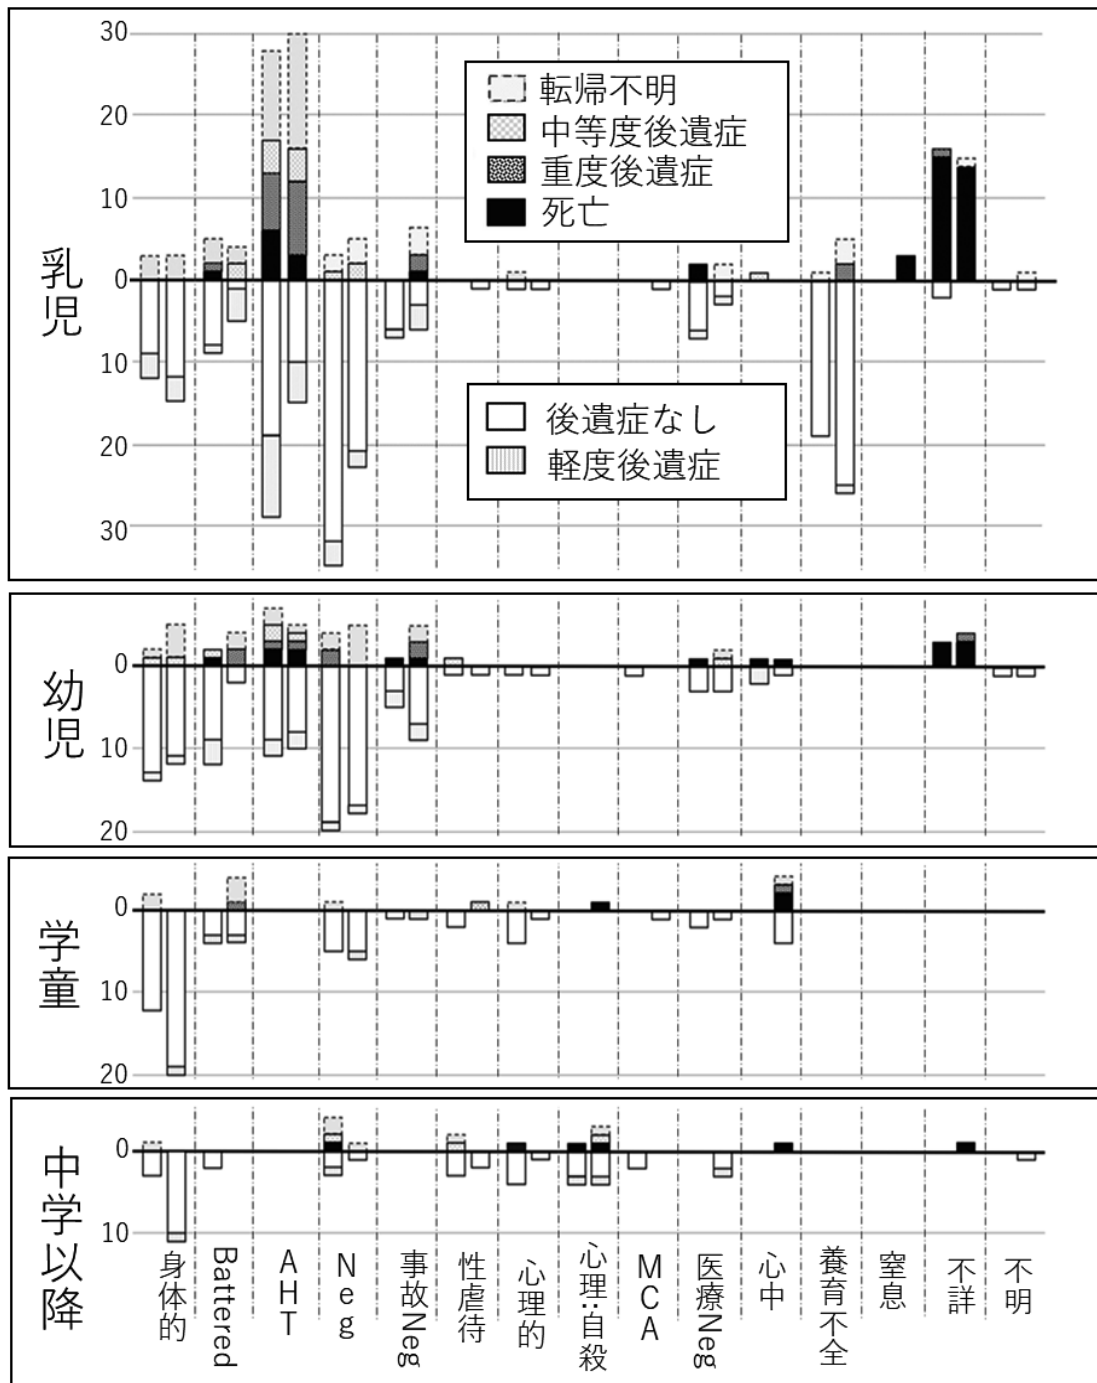 30
20
10
0
10
20
30
乳児
転帰不明
中等度後遺症
重度後遺症
死亡
後遺症なし
軽度後遺症
0
10
20
幼児
0
10
20
学童
0
10
中学以降
身体的
Battered
AHT
Neg
事故Neg
性虐待
心理的
心理:自殺
MCA
医療Neg
心中
養育不全
窒息
不詳
不明